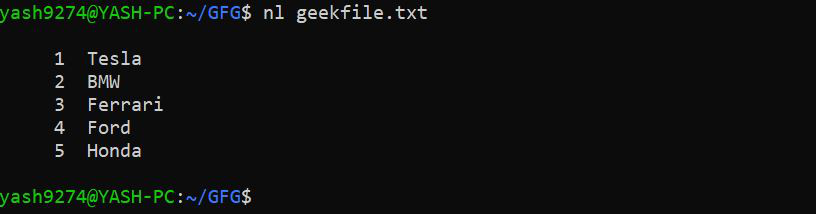 yash9274@YASH-PC:~/GFG$ nl geekfile.txt
1 Tesla
2 BMW
3 Ferrari
4 Ford
5 Honda
yash9274@YASH-PC:~/GFG$